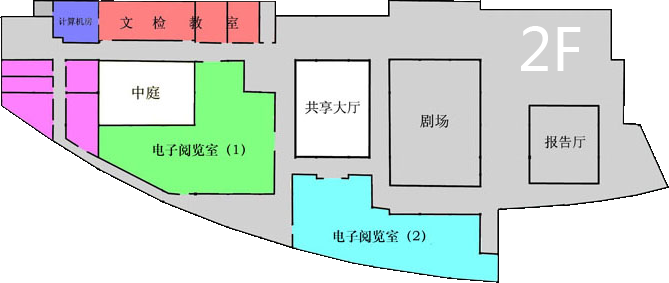 计算机房
文检教室
2F
中庭
共享大厅
剧场
报告厅
电子阅览室（1）
电子阅览室（2）